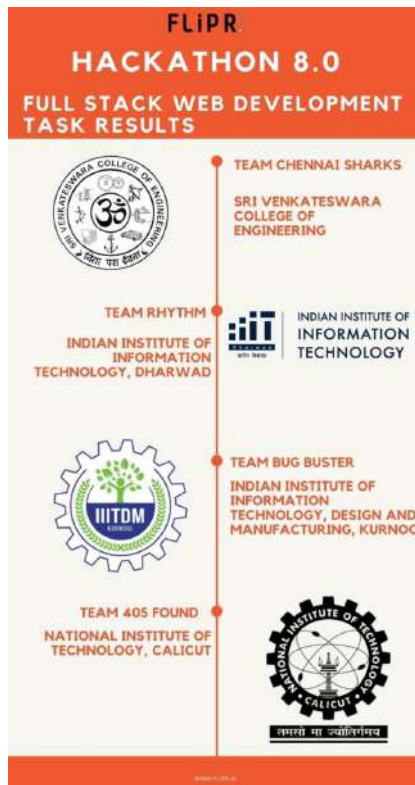 FLiPR.
HACKATHON 8.0
FULL STACK WEB DEVELOPMENT
TASK RESULTS
SRI VENKATESWARA COLLEGE OF ENGINEERING
TEAM CHENNAI SHARKS
SRI VENKATESWARA
COLLEGE OF
ENGINEERING
TEAM RHYTHM
INDIAN INSTITUTE OF
INFORMATION
TECHNOLOGY, DHARWAD
INDIAN INSTITUTE OF
INFORMATION
TECHNOLOGY
IIITDM
KURNOOL
TEAM BUG BUSTER
INDIAN INSTITUTE OF
INFORMATION
TECHNOLOGY, DESIGN AND
MANUFACTURING, KURNOO
TEAM 405 FOUND
NATIONAL INSTITUTE OF
TECHNOLOGY, CALICUT
NATIONAL INSTITUTE OF TECHNOLOGY
CALICUT
तमसो मा ज्योतिर्गमय